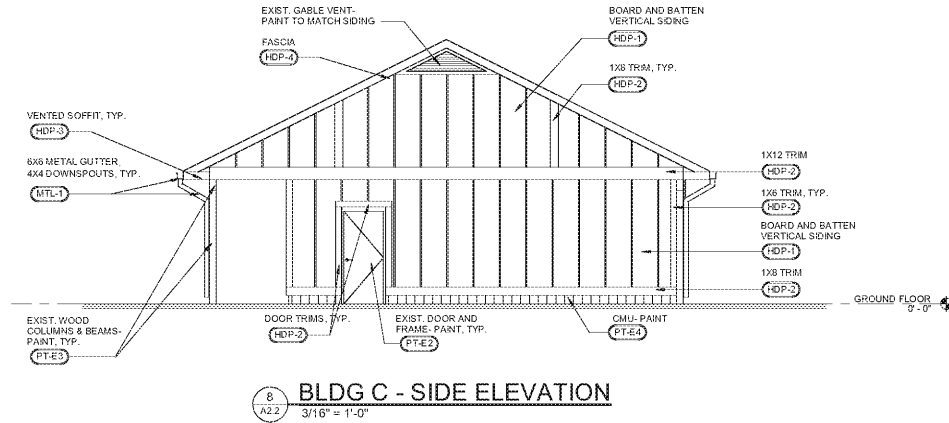 EXIST. GABLE VENT-
PAINT TO MATCH SIDING
FASCIA
HDP-4
BOARD AND BATTEN
VERTICAL SIDING
HDP-1
1X6 TRIM, TYP.
HDP-2
VENTED SOFFIT, TYP.
HDP-3
6X6 METAL GUTTER,
4X4 DOWNSPOUTS, TYP.
MTL-1
1X12 TRIM
HDP-2
1X6 TRIM, TYP.
HDP-2
BOARD AND BATTEN
VERTICAL SIDING
HDP-1
1X8 TRIM
HDP-2
GROUND FLOOR
0' - 0"
EXIST. WOOD
COLUMNS & BEAMS-
PAINT, TYP.
PT-E3
DOOR TRIMS, TYP.
HDP-2
EXIST. DOOR AND
FRAME- PAINT, TYP.
PT-E2
CMU- PAINT
PT-E4
8
A2.2
BLDG C - SIDE ELEVATION
3/16" = 1'-0"